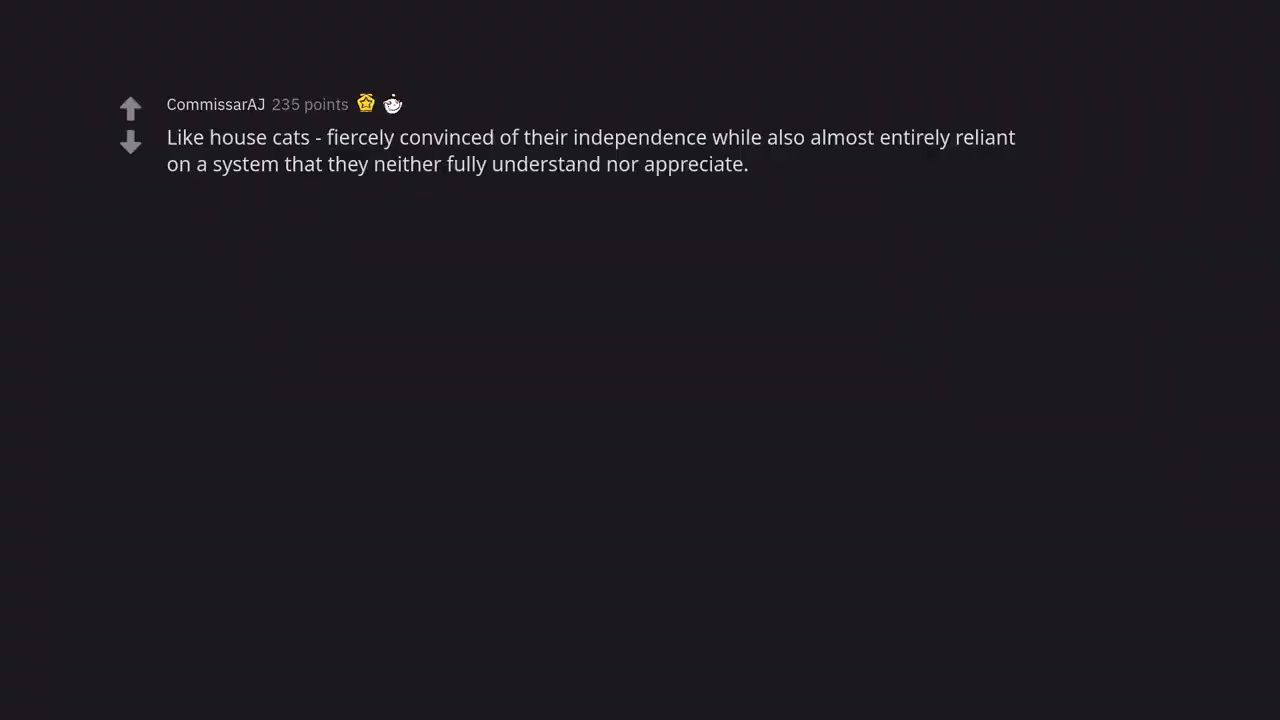 CommissarAJ 235 points
Like house cats - fiercely convinced of their independence while also almost entirely reliant
on a system that they neither fully understand nor appreciate.